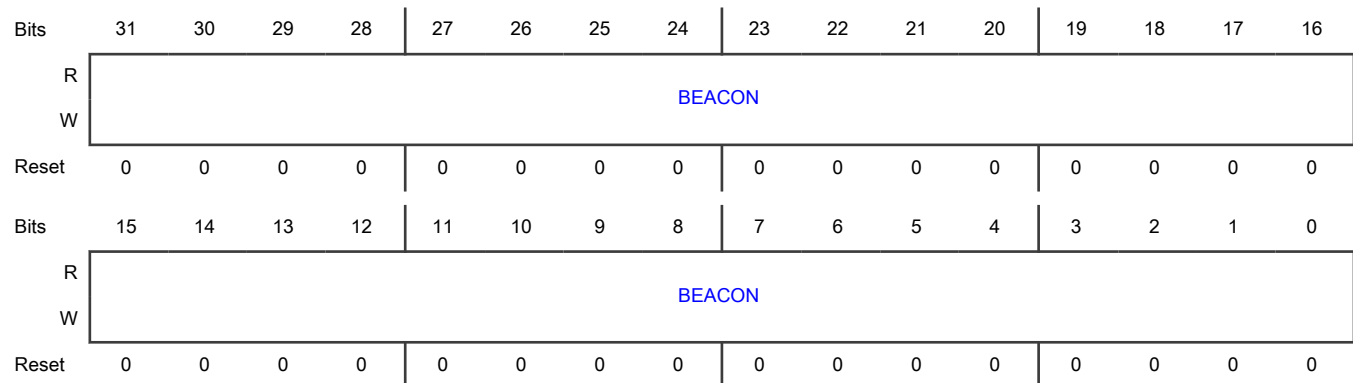 Bits 31 30 29 28 27 26 25 24 23 22 21 20 19 18 17 16
R
BEACON
W
Reset 0 0 0 0 0 0 0 0 0 0 0 0 0 0 0 0
Bits 15 14 13 12 11 10 9 8 7 6 5 4 3 2 1 0
R
BEACON
W
Reset 0 0 0 0 0 0 0 0 0 0 0 0 0 0 0 0